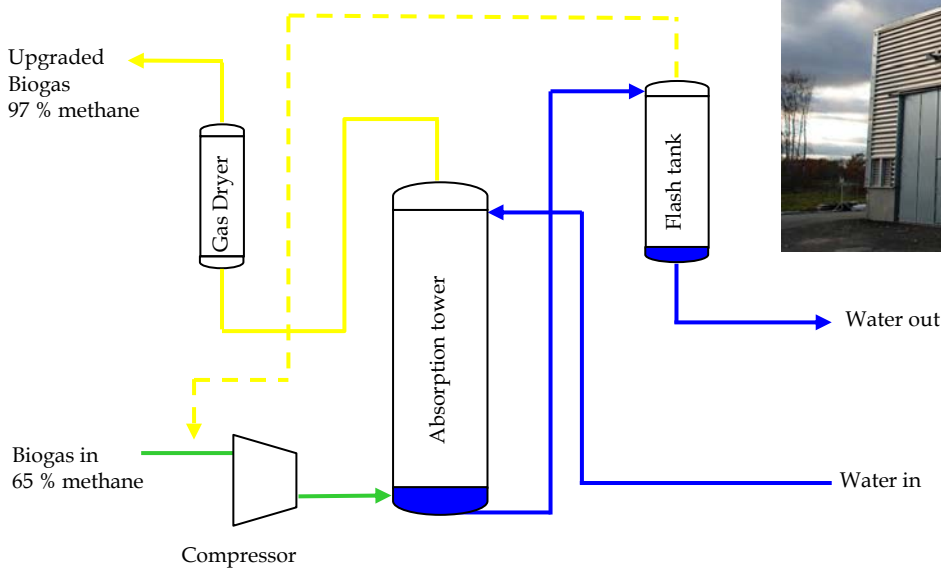 Upgraded
Biogas
97 % methane
Gas Dryer
Absorption tower
Flash tank
Water out
Biogas in
65 % methane
Water in
Compressor